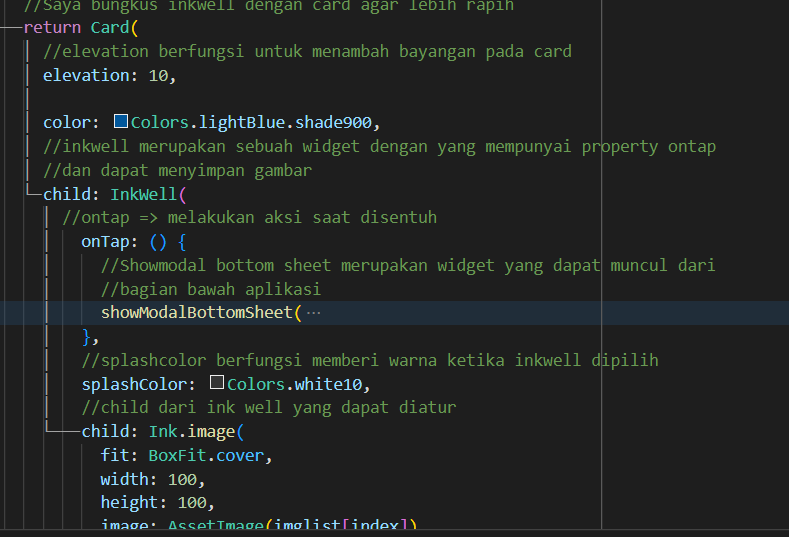 //Saya bungkus inkwell dengan card agar lebih rapih
return Card(
//elevation berfungsi untuk menambah bayangan pada card
elevation: 10,
color: Colors.lightBlue.shade900,
//inkwell merupakan sebuah widget dengan yang mempunyai property ontap
//dan dapat menyimpan gambar
child: InkWell(
//ontap => melakukan aksi saat disentuh
onTap: () {
//Showmodal bottom sheet merupakan widget yang dapat muncul dari
//bagian bawah aplikasi
showModalBottomSheet( ⋯
},
//splashcolor berfungsi memberi warna ketika inkwell dipilih
splashColor: Colors.white10,
//child dari ink well yang dapat diatur
child: Ink.image(
fit: BoxFit.cover,
width: 100,
height: 100,
image: AssetImage(imglist[index])